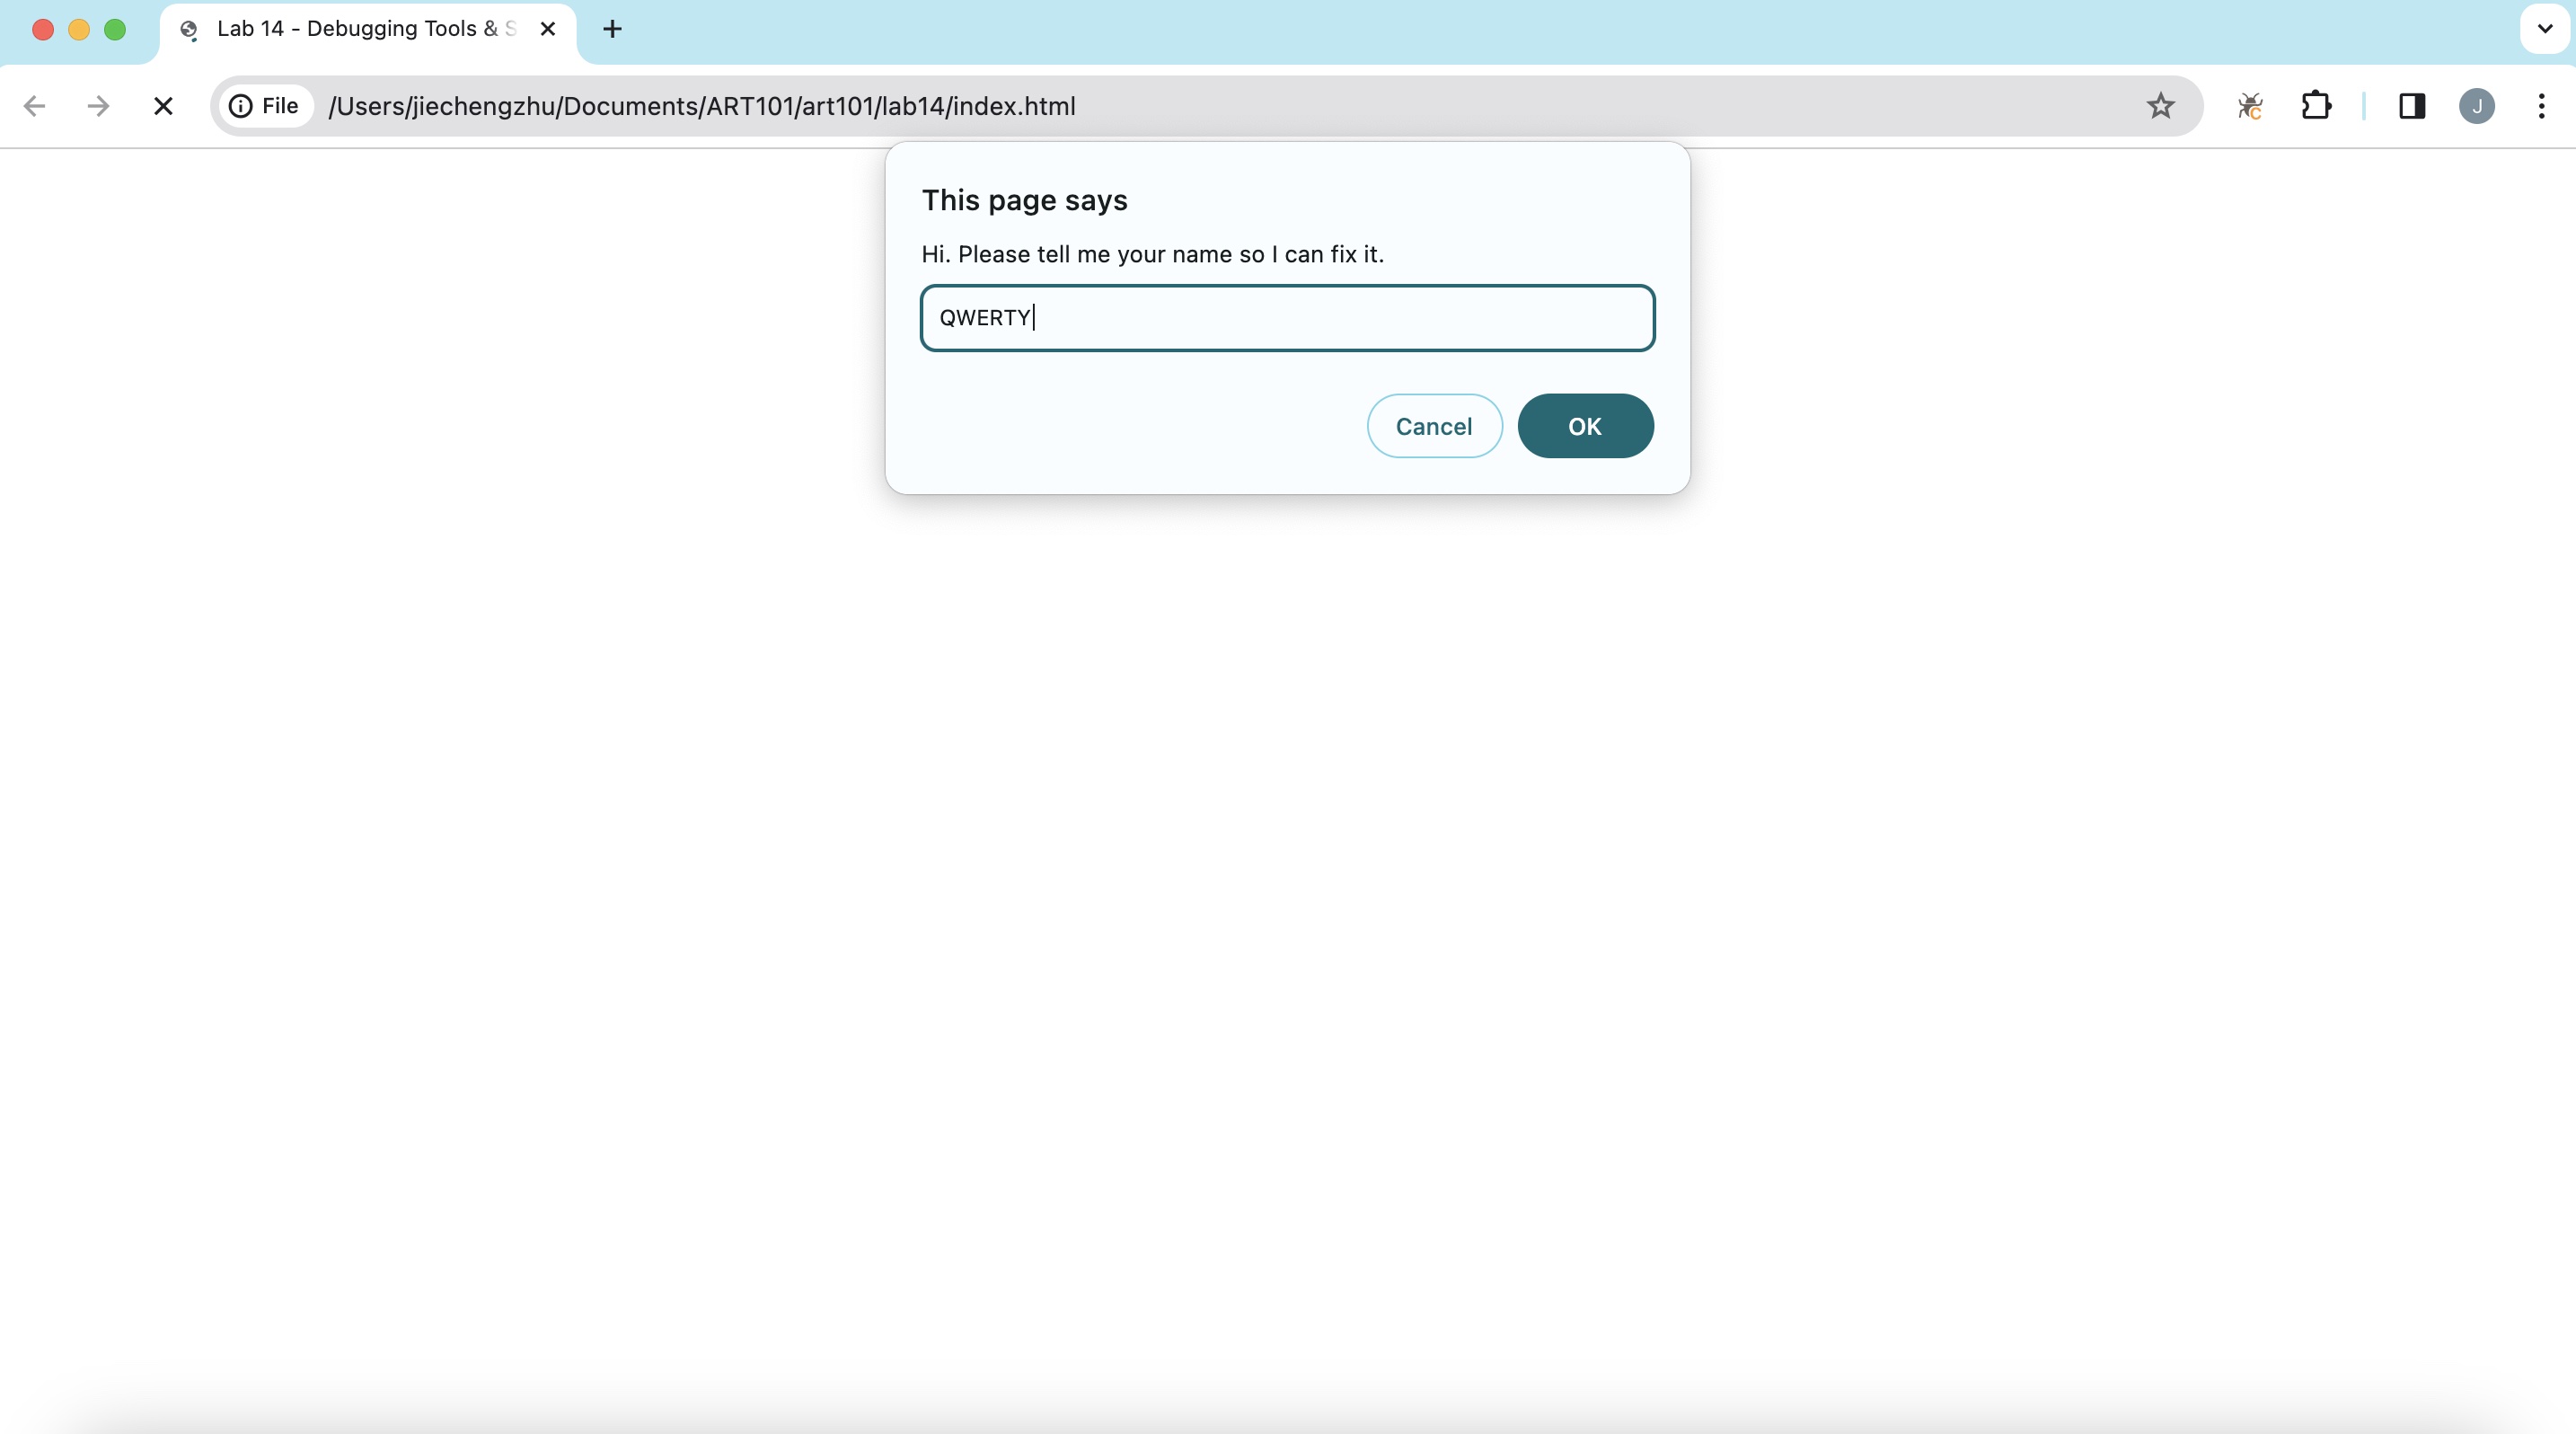 Lab 14 - Debugging Tools & S
File
/Users/jiechengzhu/Documents/ART101/art101/lab14/index.html
J
This page says
Hi. Please tell me your name so I can fix it.
QWERTY
Cancel
OK